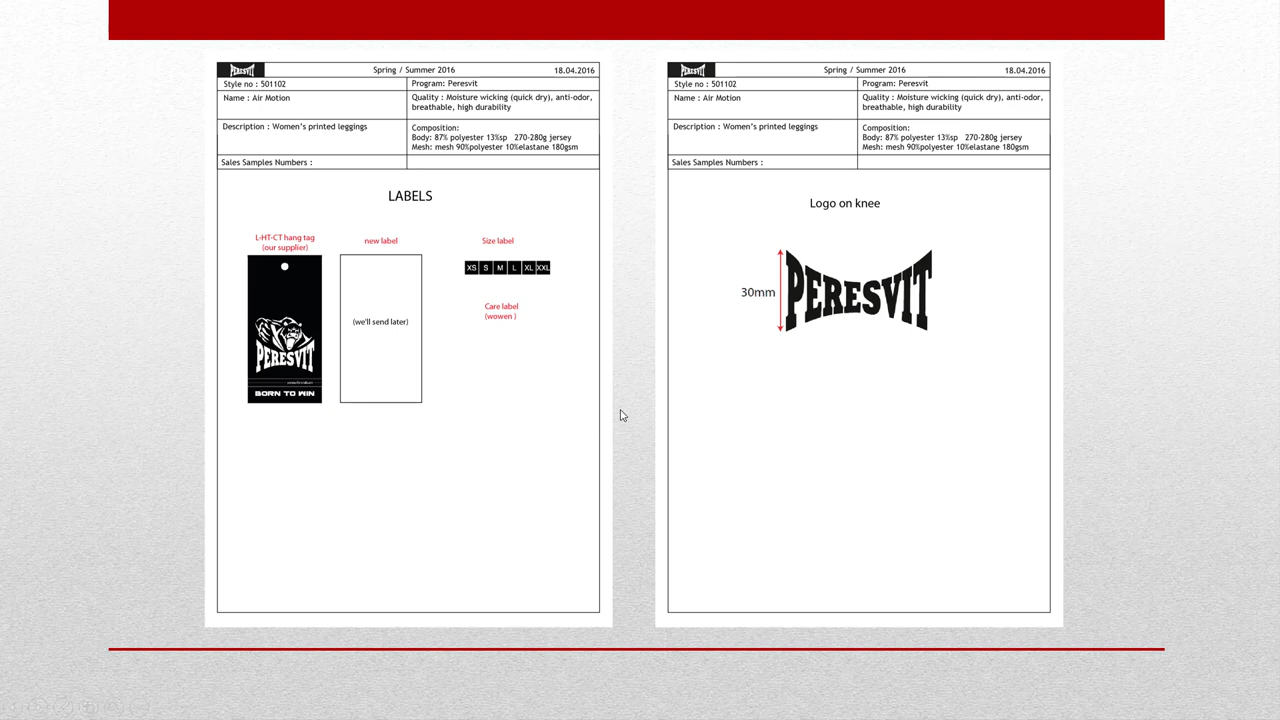 PERESVIT
Spring / Summer 2016
18.04.2016
Style no : 501102
Program: Peresvit
Name : Air Motion
Quality : Moisture wicking (quick dry), anti-odor,
breathable, high durability
Description : Women's printed leggings
Composition:
Body: 87% polyester 13%sp 270-280g jersey
Mesh: mesh 90%polyester 10%elastane 180gsm
Sales Samples Numbers :
LABELS
L-HT-CT hang tag
(our supplier)
new label
Size label
XS S M L XL XXL
Care label
(wowen )
(we'll send later)
PERESVIT
BORN TO WIN
PERESVIT
Spring / Summer 2016
18.04.2016
Style no : 501102
Program: Peresvit
Name : Air Motion
Quality : Moisture wicking (quick dry), anti-odor,
breathable, high durability
Description : Women's printed leggings
Composition:
Body: 87% polyester 13%sp 270-280g jersey
Mesh: mesh 90%polyester 10%elastane 180gsm
Sales Samples Numbers :
Logo on knee
30mm
PERESVIT